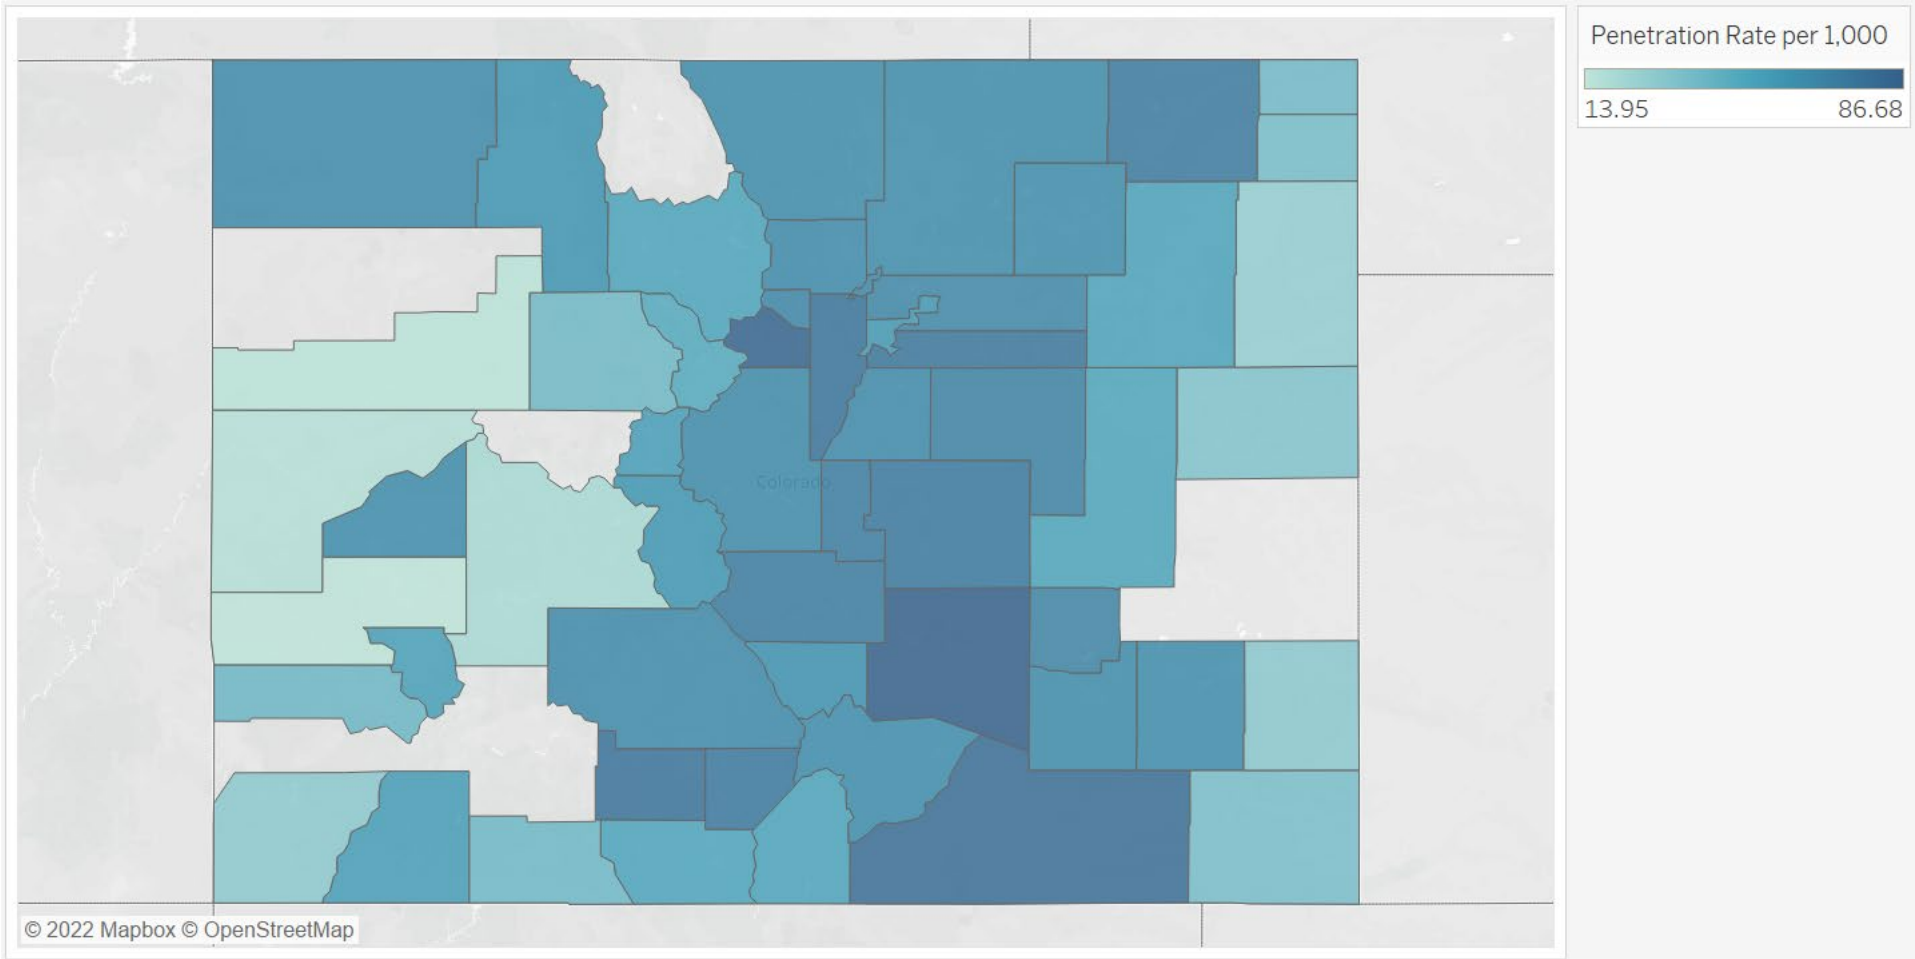 Penetration Rate per 1,000
13.95 86.68
Colorado
© 2022 Mapbox © OpenStreetMap